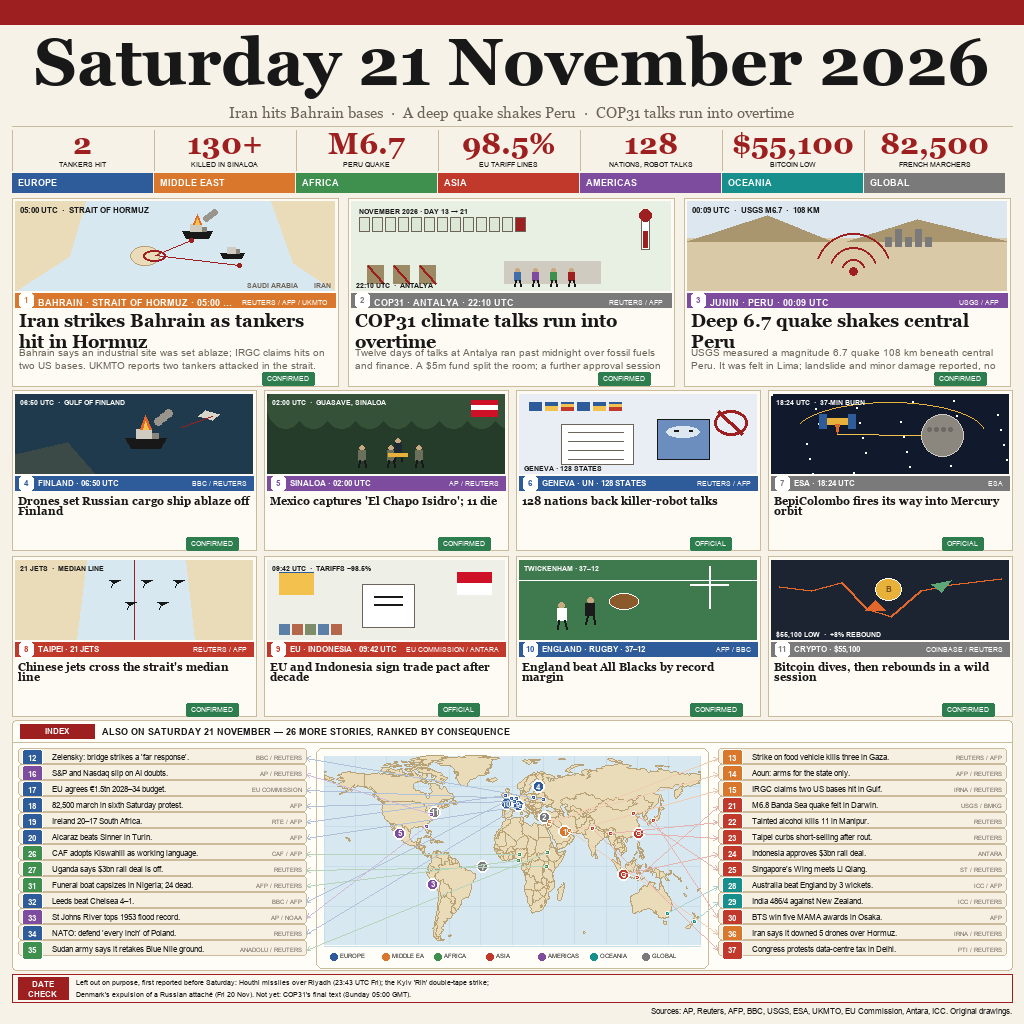 Saturday 21 November 2026
Iran hits Bahrain bases · A deep quake shakes Peru · COP31 talks run into overtime
2
TANKERS HIT
130+
KILLED IN SINALOA
M6.7
PERU QUAKE
98.5%
EU TARIFF LINES
128
NATIONS, ROBOT TALKS
$55,100
BITCOIN LOW
82,500
FRENCH MARCHERS
EUROPE
MIDDLE EAST
AFRICA
ASIA
AMERICAS
OCEANIA
GLOBAL
05:00 UTC · STRAIT OF HORMUZ
SAUDI ARABIA
IRAN
1 BAHRAIN · STRAIT OF HORMUZ · 05:00 ... REUTERS / AFP / UKMTO
Iran strikes Bahrain as tankers
hit in Hormuz
Bahrain says an industrial site was set ablaze; IRGC claims hits on
two US bases. UKMTO reports two tankers attacked in the strait.
CONFIRMED
NOVEMBER 2026 · DAY 13 → 21
22:10 UTC · ANTALYA
2 COP31 · ANTALYA · 22:10 UTC REUTERS / AFP
COP31 climate talks run into
overtime
Twelve days of talks at Antalya ran past midnight over fossil fuels
and finance. A $5m fund split the room; a further approval session
CONFIRMED
00:09 UTC · USGS M6.7 · 108 KM
3 JUNIN · PERU · 00:09 UTC USGS / AFP
Deep 6.7 quake shakes central
Peru
USGS measured a magnitude 6.7 quake 108 km beneath central
Peru. It was felt in Lima; landslide and minor damage reported, no
CONFIRMED
06:50 UTC · GULF OF FINLAND
4 FINLAND · 06:50 UTC BBC / REUTERS
Drones set Russian cargo ship ablaze off
Finland
CONFIRMED
02:00 UTC · GUASAVE, SINALOA
5 SINALOA · 02:00 UTC AP / REUTERS
Mexico captures 'El Chapo Isidro'; 11 die
CONFIRMED
GENEVA · 128 STATES
6 GENEVA · UN · 128 STATES REUTERS / AFP
128 nations back killer-robot talks
OFFICIAL
18:24 UTC · 37-MIN BURN
7 ESA · 18:24 UTC ESA
BepiColombo fires its way into Mercury
orbit
OFFICIAL
21 JETS · MEDIAN LINE
8 TAIPEI · 21 JETS REUTERS / AFP
Chinese jets cross the strait's median
line
CONFIRMED
09:42 UTC · TARIFFS −98.5%
9 EU · INDONESIA · 09:42 UTC EU COMMISSION / ANTARA
EU and Indonesia sign trade pact after
decade
OFFICIAL
TWICKENHAM · 37–12
10 ENGLAND · RUGBY · 37–12 AFP / BBC
England beat All Blacks by record
margin
CONFIRMED
B
$55,100 LOW · +8% REBOUND
11 CRYPTO · $55,100 COINBASE / REUTERS
Bitcoin dives, then rebounds in a wild
session
CONFIRMED
INDEX ALSO ON SATURDAY 21 NOVEMBER — 26 MORE STORIES, RANKED BY CONSEQUENCE
12 Zelensky: bridge strikes a 'far response'. BBC / REUTERS
16 S&P and Nasdaq slip on AI doubts. AP / REUTERS
17 EU agrees €1.5tn 2028–34 budget. EU COMMISSION
18 82,500 march in sixth Saturday protest. AFP
19 Ireland 20–17 South Africa. RTE / AFP
20 Alcaraz beats Sinner in Turin. AFP
26 CAF adopts Kiswahili as working language. CAF / AFP
27 Uganda says $3bn rail deal is off. REUTERS
31 Funeral boat capsizes in Nigeria; 24 dead. AFP / REUTERS
32 Leeds beat Chelsea 4–1. BBC / AFP
33 St Johns River tops 1953 flood record. AP / NOAA
34 NATO: defend 'every inch' of Poland. REUTERS
35 Sudan army says it retakes Blue Nile ground. ANADOLU / REUTERS
4
2
1
5
3
EUROPE
MIDDLE EA
AFRICA
ASIA
AMERICAS
OCEANIA
GLOBAL
13 Strike on food vehicle kills three in Gaza. REUTERS / AFP
14 Aoun: arms for the state only. AFP / REUTERS
15 IRGC claims two US bases hit in Gulf. IRNA / REUTERS
21 M6.8 Banda Sea quake felt in Darwin. USGS / BMKG
22 Tainted alcohol kills 11 in Manipur. REUTERS
23 Taipei curbs short-selling after rout. REUTERS
24 Indonesia approves $3bn rail deal. ANTARA
25 Singapore's Wing meets Li Qiang. ST / REUTERS
28 Australia beat England by 3 wickets. ICC / AFP
29 India 486/4 against New Zealand. ICC / REUTERS
30 BTS win five MAMA awards in Osaka. AFP
36 Iran says it downed 5 drones over Hormuz. IRNA / REUTERS
37 Congress protests data-centre tax in Delhi. PTI / REUTERS
DATE
CHECK
Left out on purpose, first reported before Saturday: Houthi missiles over Riyadh (23:43 UTC Fri); the Kyiv 'Rih' double-tape strike;
Denmark's expulsion of a Russian attaché (Fri 20 Nov). Not yet: COP31's final text (Sunday 05:00 GMT).
Sources: AP, Reuters, AFP, BBC, USGS, ESA, UKMTO, EU Commission, Antara, ICC. Original drawings.